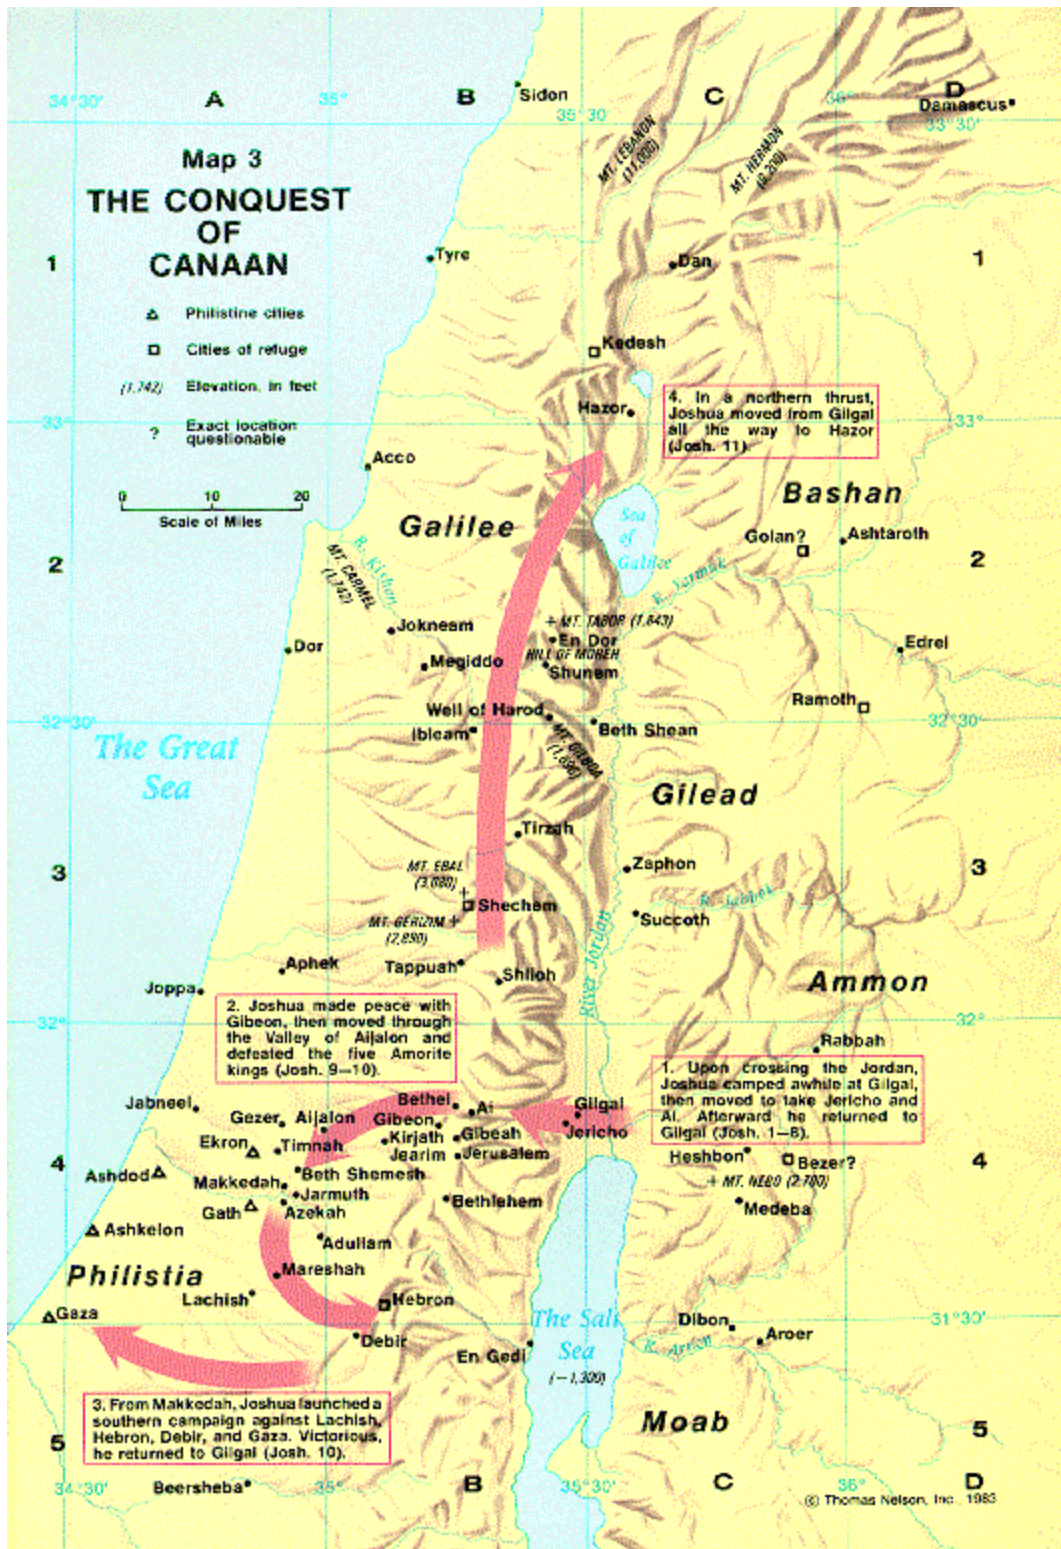 34°30'
A
35°
B
Sidon
35°30
C
36°
D
Damascus
33°30'
Map 3
THE CONQUEST
OF
CANAAN
MT. LEBANON
(11,000)
MT. HERMON
(9,200)
1
Tyre
Dan
1
Philistine cities
Cities of refuge
(1,742) Elevation, in feet
? Exact location
questionable
Kedesh
Hazor
33
33°
4. In a northern thrust,
Joshua moved from Gilgal
all the way to Hazor
(Josh. 11).
Acco
0 10 20
Scale of Miles
Galilee
Sea
of
Galilee
Bashan
Golan?
Ashtaroth
2
2
R. Kishon
MT. CARMEL
(1,742)
R. Yarmuk
Jokneam
+ MT. TABOR (1,843)
En Dor
HILL OF MOREH
Shunem
Dor
Megiddo
Edrei
Ramoth
32°30'
Well of Harod
Ibleam
Beth Shean
MT. GILBOA
(1,696)
32°30'
The Great
Sea
Gilead
Tirzah
3
MT. EBAL
(3,080)
Shechem
MT. GERIZIM +
(2,890)
Zaphon
3
R. Jabbok
Succoth
River Jordan
Aphek
Tappuah
Shiloh
Ammon
Joppa
32°
32°
2. Joshua made peace with
Gibeon, then moved through
the Valley of Aijalon and
defeated the five Amorite
kings (Josh. 9—10).
Rabbah
1. Upon crossing the Jordan,
Joshua camped awhile at Gilgal,
then moved to take Jericho and
Ai. Afterward he returned to
Gilgal (Josh. 1—8).
Jabneel
Gezer
Aijalon
Bethel
Ai
Gilgal
Gibeon
Jericho
Ekron
Timnah
Kirjath
Jearim
Gibeah
Jerusalem
Heshbon
Bezer?
4
Ashdod
Makkedah
Beth Shemesh
+ MT. NEBO (2,700)
4
Jarmuth
Gath
Azekah
Bethlehem
Medeba
Ashkelon
Adullam
Philistia
Mareshah
Lachish
Hebron
Gaza
The Salt
Sea
(—1,300)
Dibon
31°30'
Debir
En Gedi
R. Arnon
Aroer
3. From Makkedah, Joshua launched a
southern campaign against Lachish,
Hebron, Debir, and Gaza. Victorious,
he returned to Gilgal (Josh. 10).
Moab
5
5
34°30'
Beersheba
35°
B
35°30'
C
36°
D
© Thomas Nelson, Inc., 1983